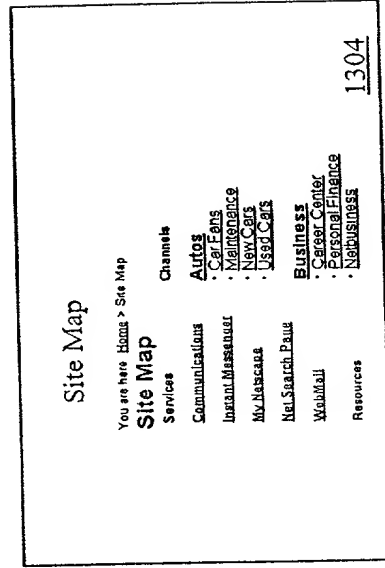 Site Map
You are here Home > Site Map
Site Map
Services
Channels
Communications
Instant Messenger
My Netscape
Net Search Page
WebMail
Resources
Autos
· Car Fans
· Maintenance
· New Cars
· Used Cars
Business
· Career Center
· Personal Finance
· Netbusiness
1304